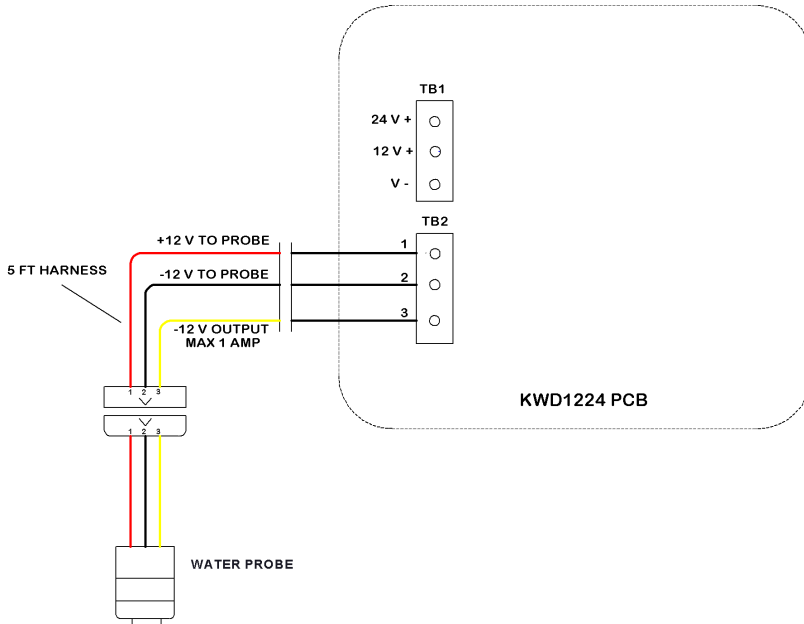 TB1
24 V +
12 V +
V -
TB2
+12 V TO PROBE
1
5 FT HARNESS
-12 V TO PROBE
2
3
-12 V OUTPUT
MAX 1 AMP
1 2 3
KWD1224 PCB
1 2 3
WATER PROBE